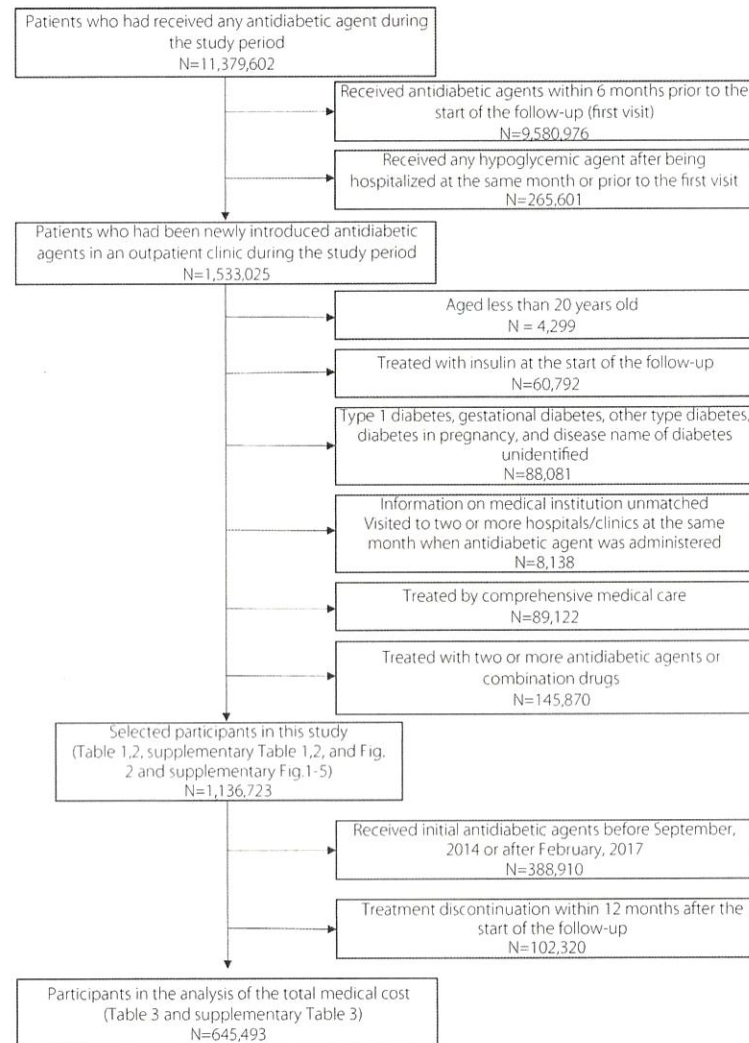 Patients who had received any antidiabetic agent during
the study period
N=11,379,602
Received antidiabetic agents within 6 months prior to the
start of the follow-up (first visit)
N=9,580,976
Received any hypoglycemic agent after being
hospitalized at the same month or prior to the first visit
N=265,601
Patients who had been newly introduced antidiabetic
agents in an outpatient clinic during the study period
N=1,533,025
Aged less than 20 years old
N = 4,299
Treated with insulin at the start of the follow-up
N=60,792
Type 1 diabetes, gestational diabetes, other type diabetes,
diabetes in pregnancy, and disease name of diabetes
unidentified
N=88,081
Information on medical institution unmatched
Visited to two or more hospitals/clinics at the same
month when antidiabetic agent was administered
N=8,138
Treated by comprehensive medical care
N=89,122
Treated with two or more antidiabetic agents or
combination drugs
N=145,870
Selected participants in this study
(Table 1,2, supplementary Table 1,2, and Fig.
2 and supplementary Fig.1-5)
N=1,136,723
Received initial antidiabetic agents before September,
2014 or after February, 2017
N=388,910
Treatment discontinuation within 12 months after the
start of the follow-up
N=102,320
Participants in the analysis of the total medical cost
(Table 3 and supplementary Table 3)
N=645,493